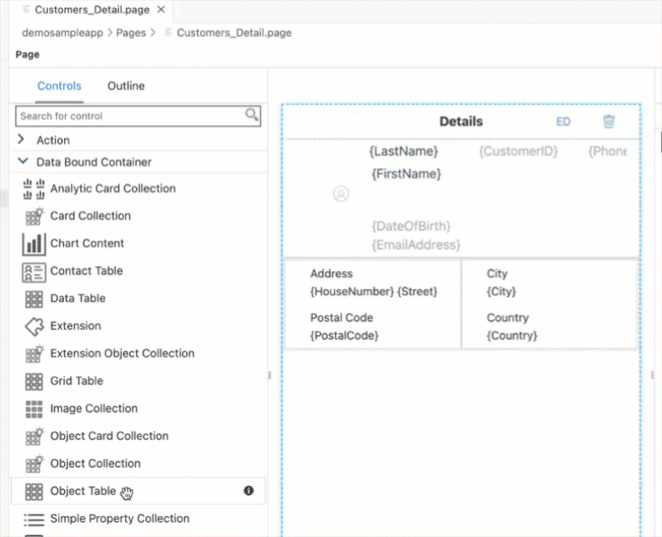 Customers_Detail.page ×
demosampleapp > Pages > Customers_Detail.page
Page
Controls Outline
Search for control
Action
Data Bound Container
Analytic Card Collection
Card Collection
Chart Content
Contact Table
Data Table
Extension
Extension Object Collection
Grid Table
Image Collection
Object Card Collection
Object Collection
Object Table
Simple Property Collection
Details ED
{LastName} {CustomerID} {Phone
{FirstName}
{DateOfBirth}
{EmailAddress}
Address City
{HouseNumber} {Street} {City}
Postal Code Country
{PostalCode} {Country}